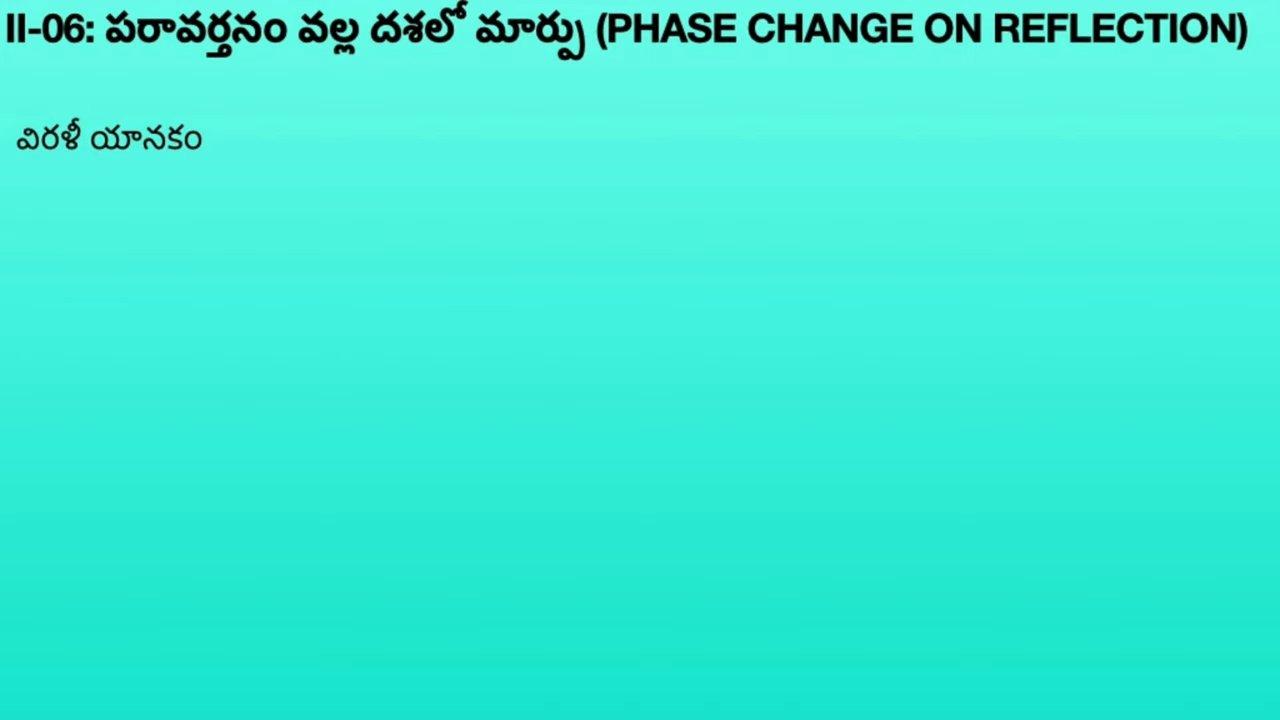 II-06: పరావర్తనం వల్ల దశలో మార్పు (PHASE CHANGE ON REFLECTION)
విరళీ యానకం